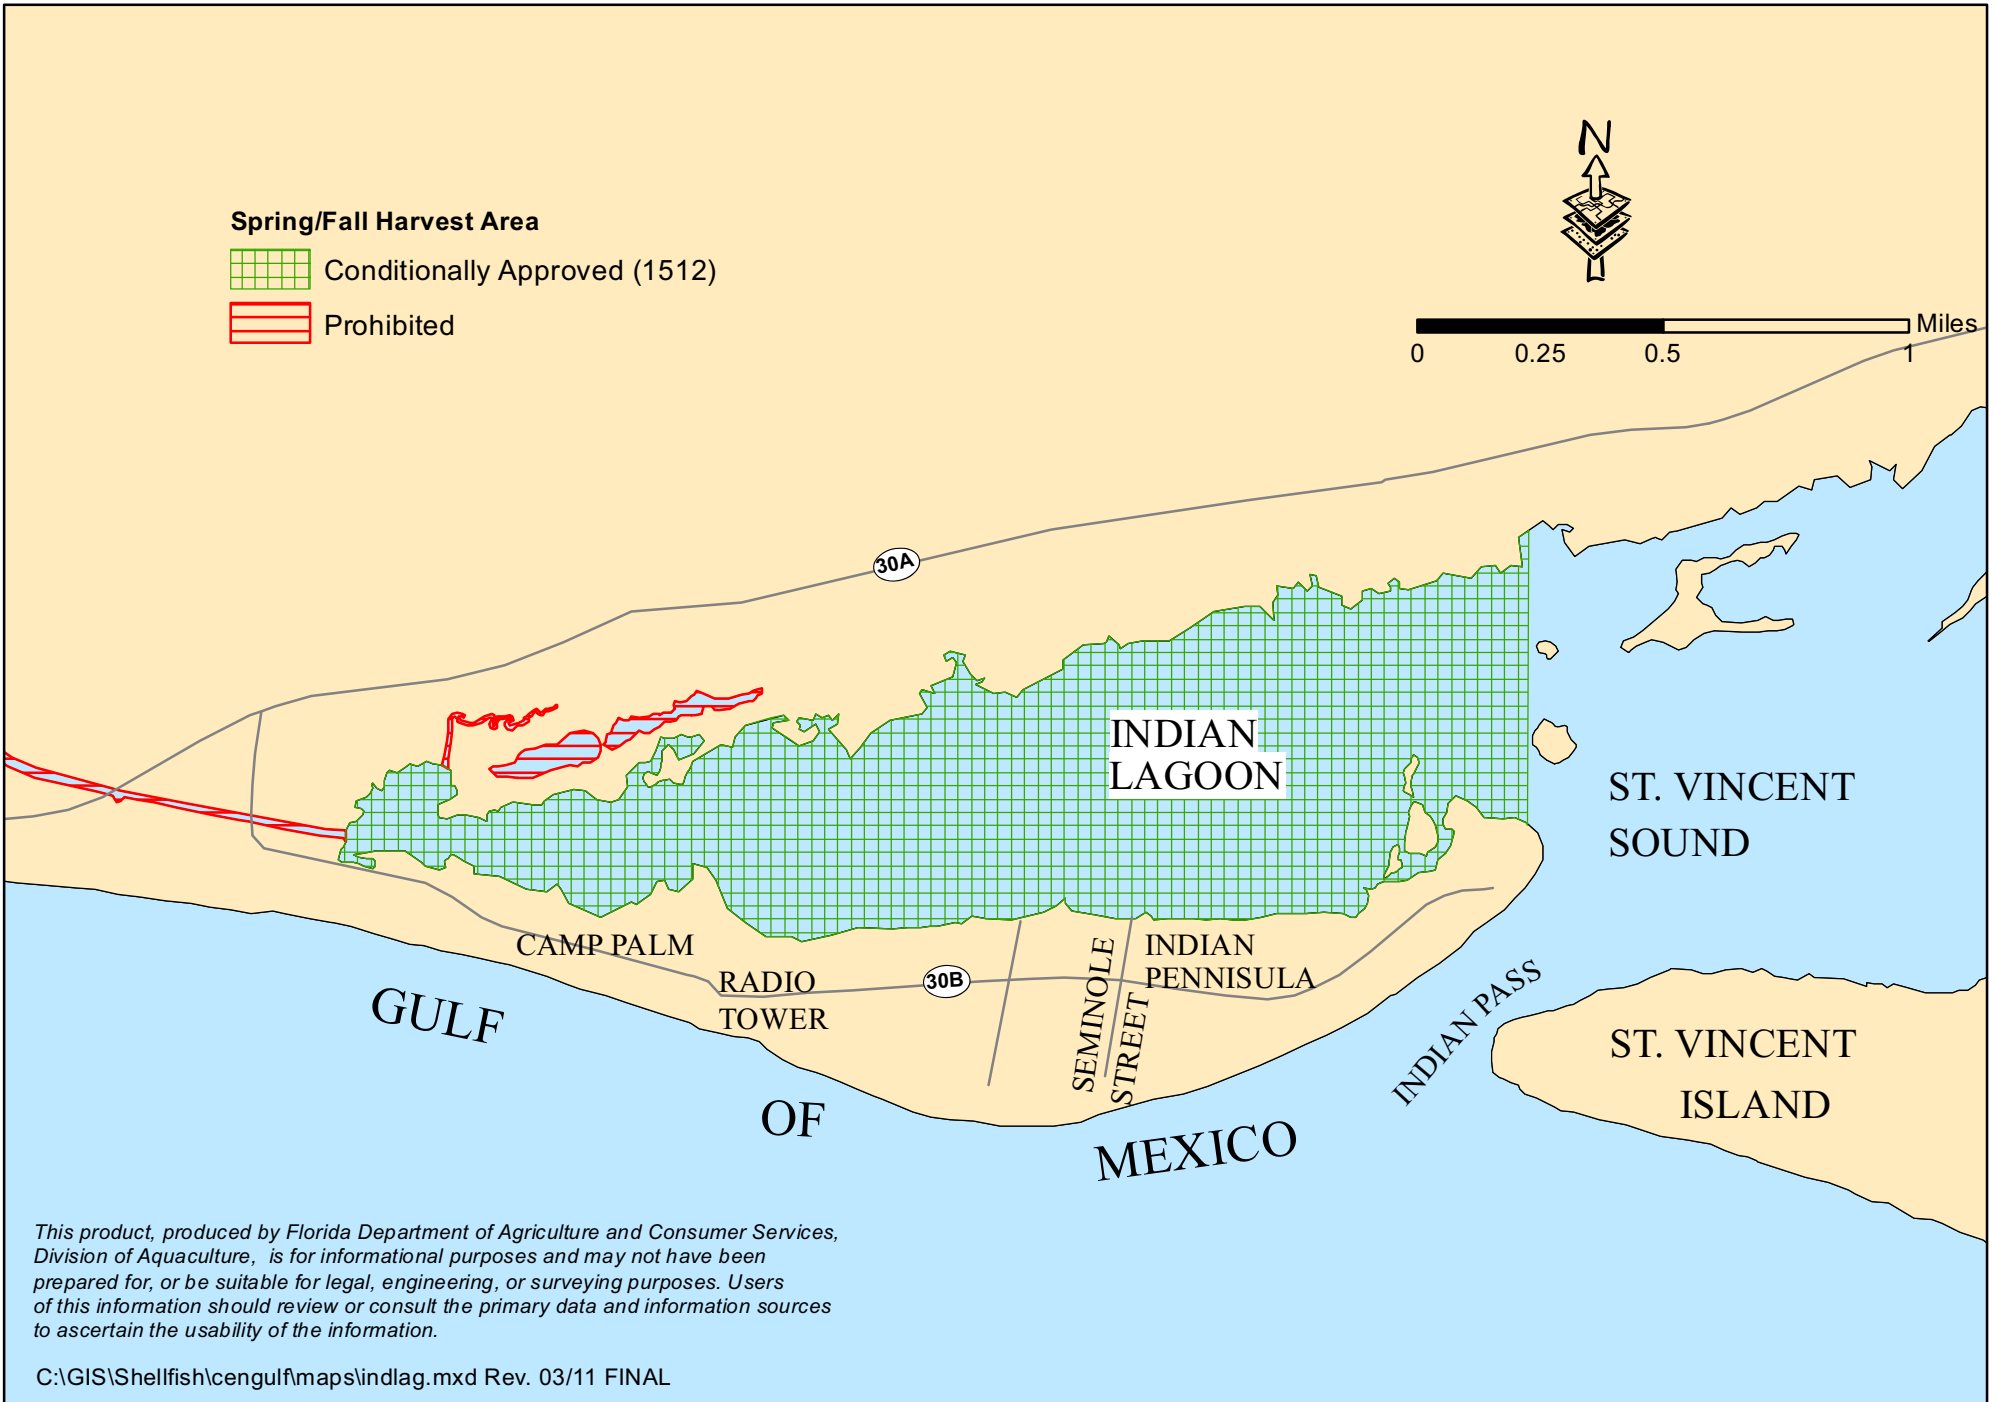 N
Spring/Fall Harvest Area
Conditionally Approved (1512)
Prohibited
Miles
0 0.25 0.5 1
30A
INDIAN
LAGOON
ST. VINCENT
SOUND
CAMP PALM
RADIO
TOWER
30B
SEMINOLE
STREET
INDIAN
PENNISULA
INDIAN PASS
GULF
OF
MEXICO
ST. VINCENT
ISLAND
This product, produced by Florida Department of Agriculture and Consumer Services,
Division of Aquaculture, is for informational purposes and may not have been
prepared for, or be suitable for legal, engineering, or surveying purposes. Users
of this information should review or consult the primary data and information sources
to ascertain the usability of the information.
C:\GIS\Shellfish\cengulf\maps\indlag.mxd Rev. 03/11 FINAL